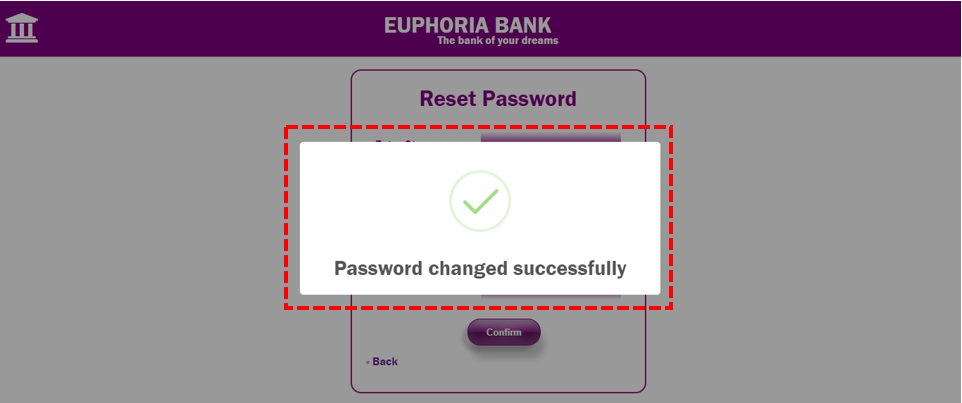 EUPHORIA BANK
The bank of your dreams
Reset Password
Password changed successfully
Confirm
- Back